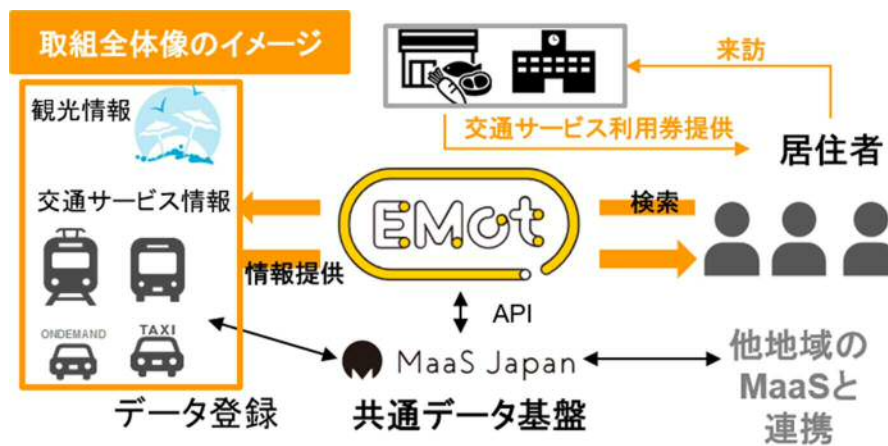 取組全体像のイメージ
観光情報
交通サービス情報
ONDEMAND
TAXI
データ登録
情報提供
来訪
交通サービス利用券提供
居住者
検索
EMot
API
MaaS Japan
共通データ基盤
他地域の
MaaSと
連携